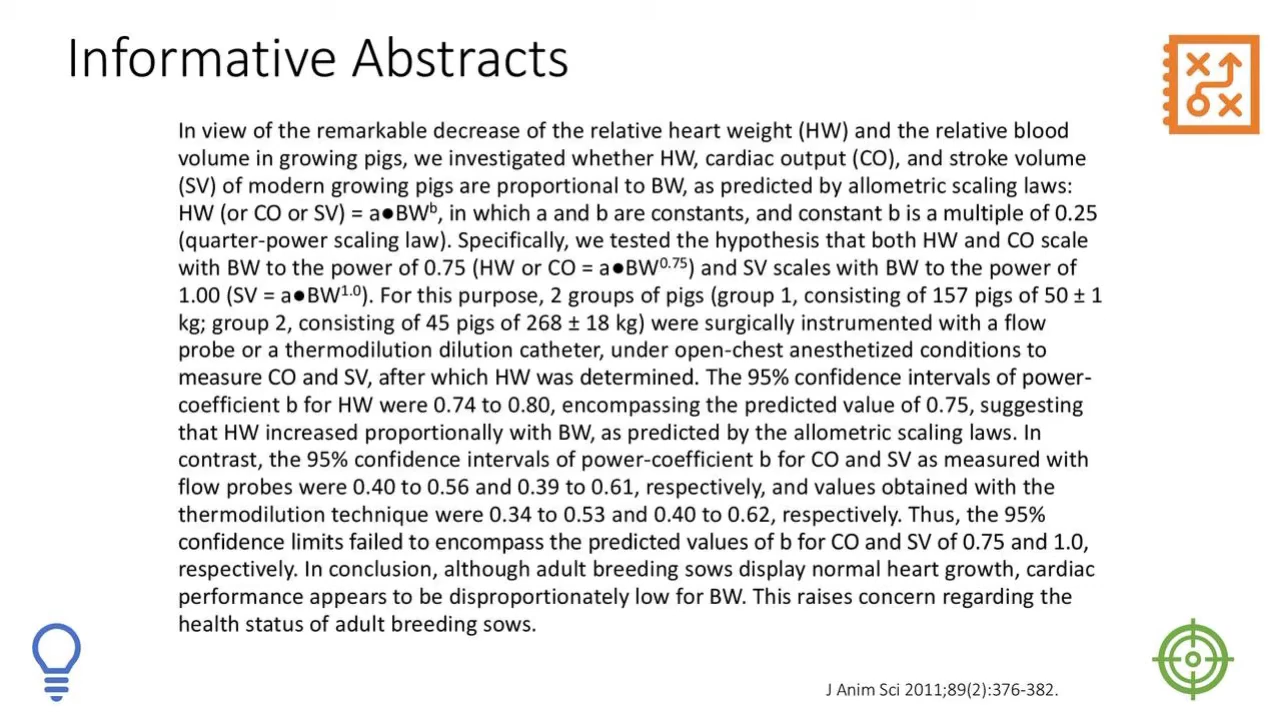 Informative Abstracts
In view of the remarkable decrease of the relative heart weight (HW) and the relative blood
volume in growing pigs, we investigated whether HW, cardiac output (CO), and stroke volume
(SV) of modern growing pigs are proportional to BW, as predicted by allometric scaling laws:
HW (or CO or SV) = a●BWᵇ, in which a and b are constants, and constant b is a multiple of 0.25
(quarter-power scaling law). Specifically, we tested the hypothesis that both HW and CO scale
with BW to the power of 0.75 (HW or CO = a●BW⁰·⁷⁵) and SV scales with BW to the power of
1.00 (SV = a●BW¹·⁰). For this purpose, 2 groups of pigs (group 1, consisting of 157 pigs of 50 ± 1
kg; group 2, consisting of 45 pigs of 268 ± 18 kg) were surgically instrumented with a flow
probe or a thermodilution dilution catheter, under open-chest anesthetized conditions to
measure CO and SV, after which HW was determined. The 95% confidence intervals of power-
coefficient b for HW were 0.74 to 0.80, encompassing the predicted value of 0.75, suggesting
that HW increased proportionally with BW, as predicted by the allometric scaling laws. In
contrast, the 95% confidence intervals of power-coefficient b for CO and SV as measured with
flow probes were 0.40 to 0.56 and 0.39 to 0.61, respectively, and values obtained with the
thermodilution technique were 0.34 to 0.53 and 0.40 to 0.62, respectively. Thus, the 95%
confidence limits failed to encompass the predicted values of b for CO and SV of 0.75 and 1.0,
respectively. In conclusion, although adult breeding sows display normal heart growth, cardiac
performance appears to be disproportionately low for BW. This raises concern regarding the
health status of adult breeding sows.
J Anim Sci 2011;89(2):376-382.